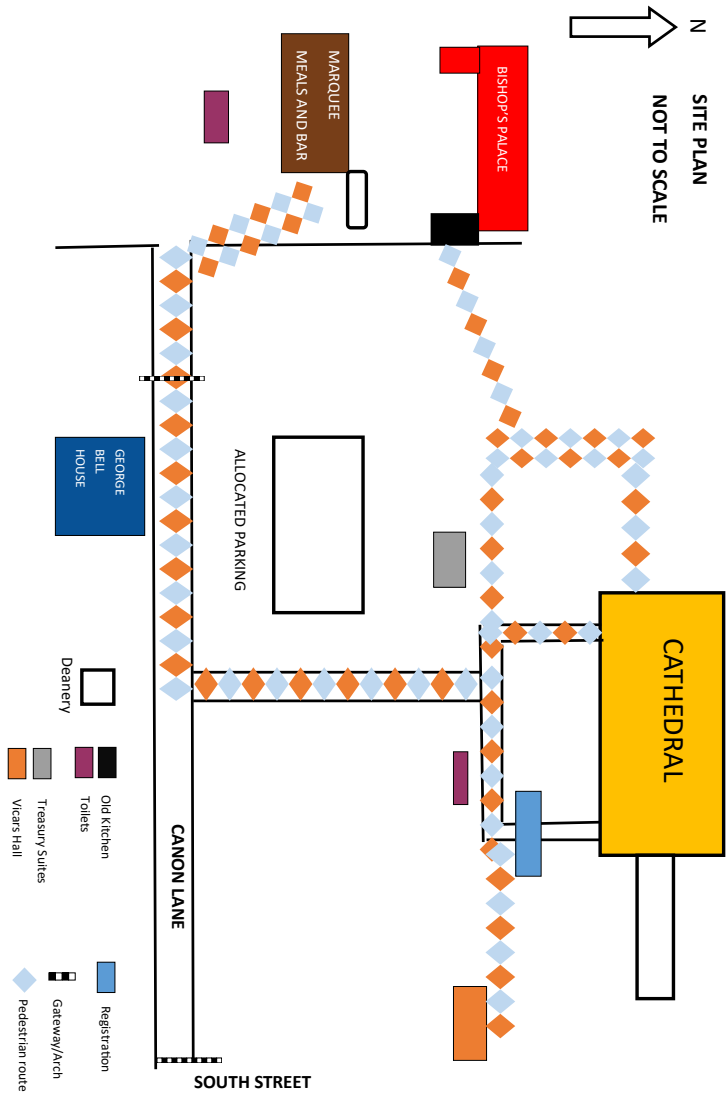 N
SITE PLAN
NOT TO SCALE
BISHOP'S PALACE
MARQUEE
MEALS AND BAR
CATHEDRAL
ALLOCATED PARKING
GEORGE
BELL
HOUSE
CANON LANE
SOUTH STREET
Deanery
Old Kitchen
Toilets
Treasury Suites
Vicars Hall
Registration
Gateway/Arch
Pedestrian route